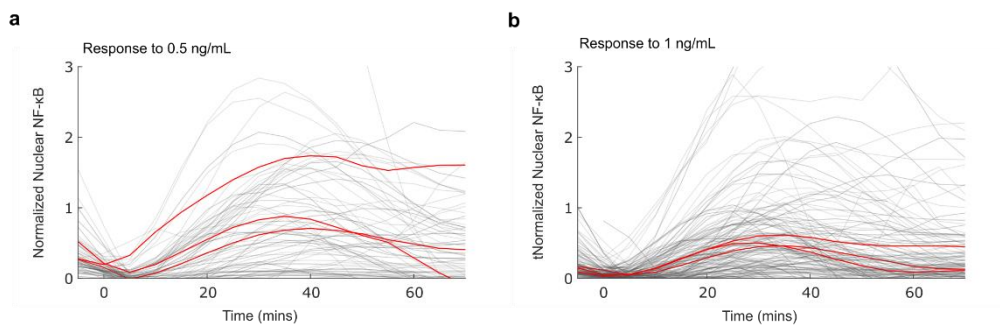 a
Response to 0.5 ng/mL
Normalized Nuclear NF-κB
3
2
1
0
0
20
40
60
Time (mins)
b
Response to 1 ng/mL
tNormalized Nuclear NF-κB
3
2
1
0
0
20
40
60
Time (mins)